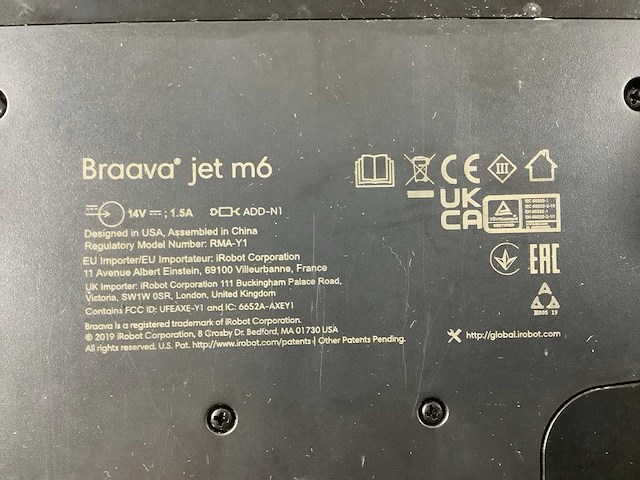 Braava® jet m6
14V ⎓ ; 1.5A ADD-N1
Designed in USA, Assembled in China
Regulatory Model Number: RMA-Y1
EU Importer/EU Importateur: iRobot Corporation
11 Avenue Albert Einstein, 69100 Villeurbanne, France
UK Importer: iRobot Corporation 111 Buckingham Palace Road,
Victoria, SW1W 0SR, London, United Kingdom
Contains FCC ID: UFEAXE-Y1 and IC: 6652A-AXEY1
Braava is a registered trademark of iRobot Corporation.
© 2019 iRobot Corporation, 8 Crosby Dr. Bedford, MA 01730 USA
All rights reserved. U.S. Pat. http://www.irobot.com/patents | Other Patents Pending.
CE
III
UK
CA
EAC
http://global.irobot.com